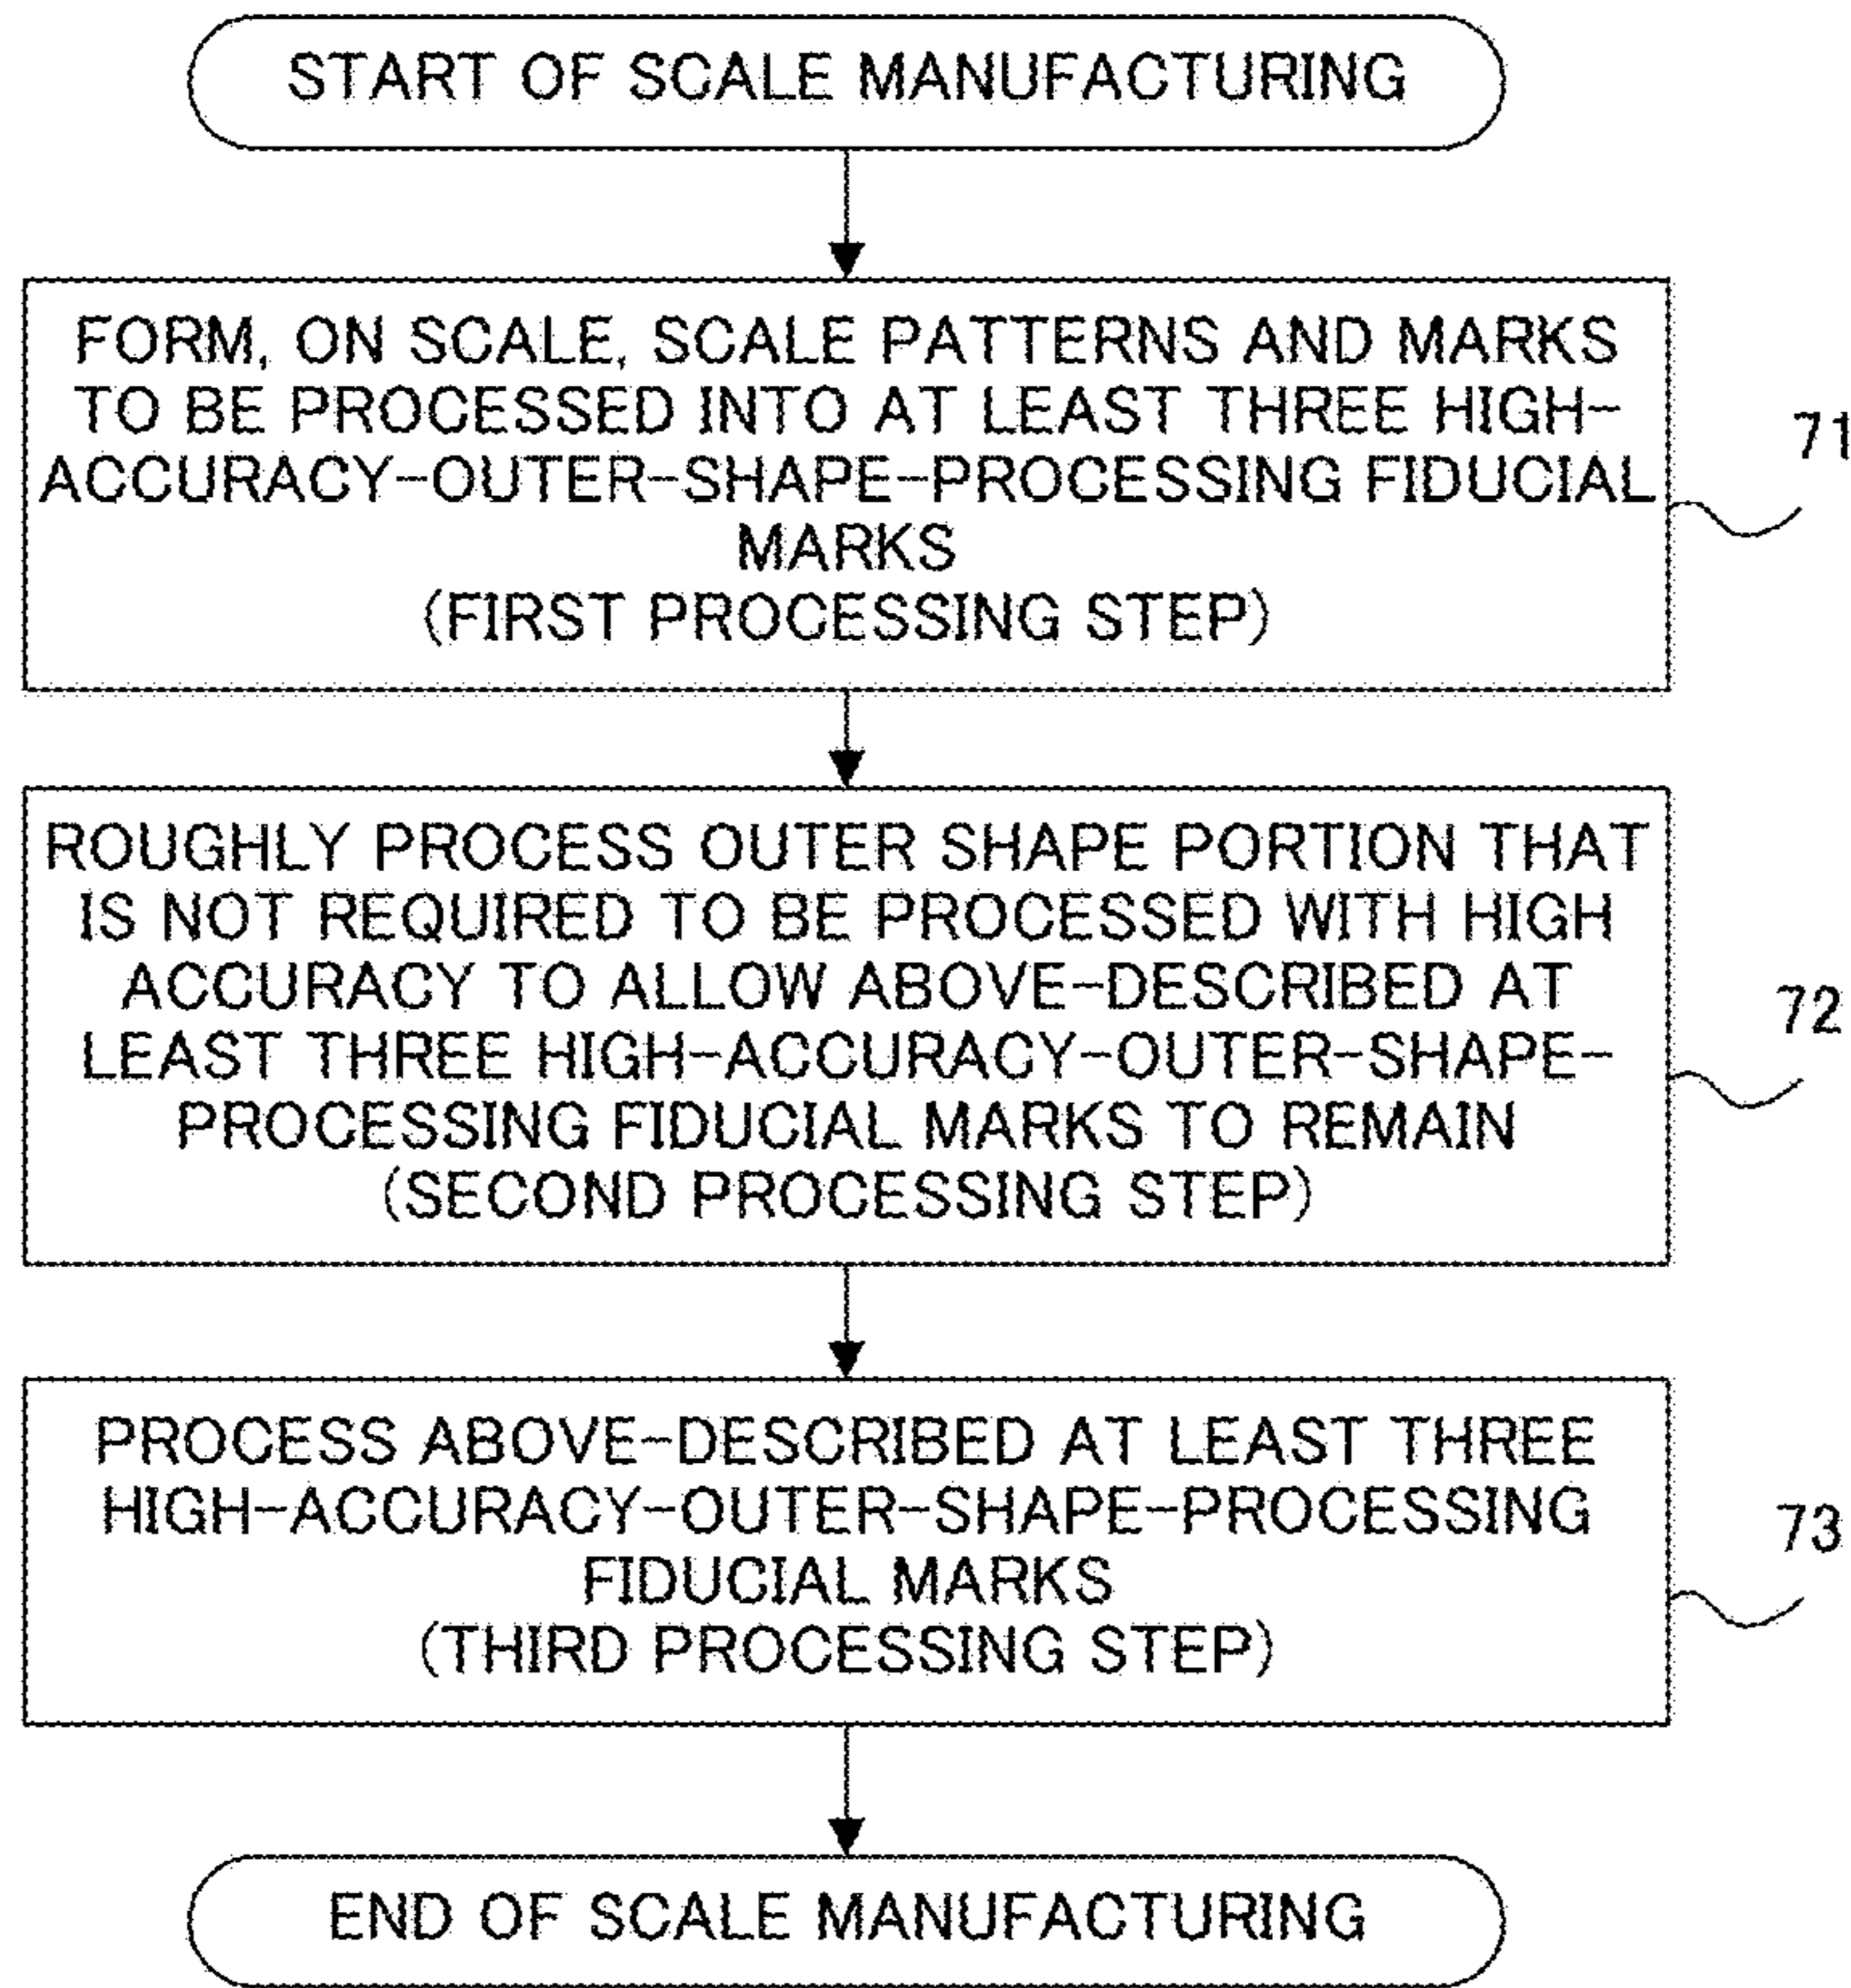 START OF SCALE MANUFACTURING
FORM, ON SCALE, SCALE PATTERNS AND MARKS
TO BE PROCESSED INTO AT LEAST THREE HIGH-
ACCURACY-OUTER-SHAPE-PROCESSING FIDUCIAL
MARKS
(FIRST PROCESSING STEP)
71
ROUGHLY PROCESS OUTER SHAPE PORTION THAT
IS NOT REQUIRED TO BE PROCESSED WITH HIGH
ACCURACY TO ALLOW ABOVE-DESCRIBED AT
LEAST THREE HIGH-ACCURACY-OUTER-SHAPE-
PROCESSING FIDUCIAL MARKS TO REMAIN
(SECOND PROCESSING STEP)
72
PROCESS ABOVE-DESCRIBED AT LEAST THREE
HIGH-ACCURACY-OUTER-SHAPE-PROCESSING
FIDUCIAL MARKS
(THIRD PROCESSING STEP)
73
END OF SCALE MANUFACTURING